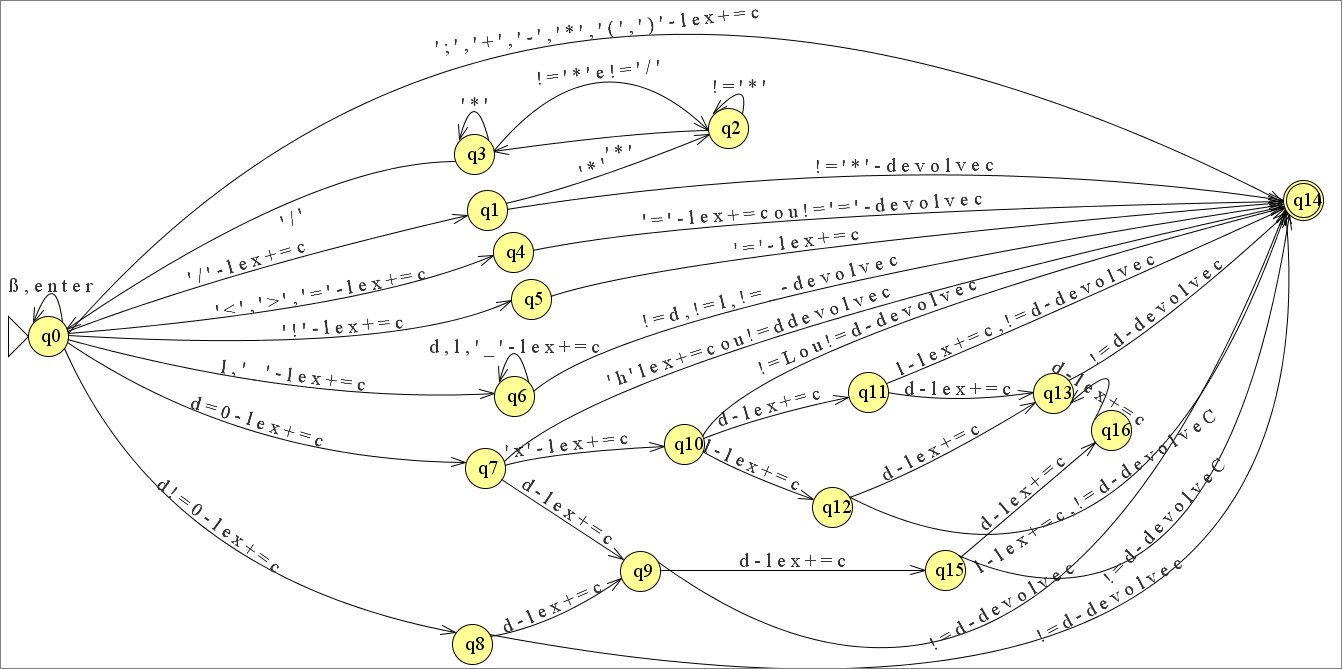 ';','+','-','*','(',')'-lex+=c
!='*'e!='/'
!='*'
'*'
q2
q3
'*'
'*'
!='*'-devolvec
q14
q1
'/'
'='-lex+=cou!='='-devolvec
'/'-lex+=c
'='-lex+=c
q4
'<','>','='-lex+=c
ß,enter
q5
'!'-lex+=c
q0
!=d,!=l,!=_-devolvec
d,l,'_'-lex+=c
l,'_'-lex+=c
q6
'h'lex+=cou!=ddevolvec
!=Lou!=d-devolvec
l-lex+=c,!=d-devolvec
!=d-devolvec
q11
d-lex+=c
q13
d-lex+=c
d=0-lex+=c
d-lex+=c
q16
'x'-lex+=c
q10
q7
l-lex+=c
d-lex+=c
q12
d-lex+=c
d-lex+=c
l-lex+=c,!=d-devolveC
d!=0-lex+=c
q9
d-lex+=c
q15
!=d-devolveC
d-lex+=c
!=d-devolvec
!=d-devolvec
q8